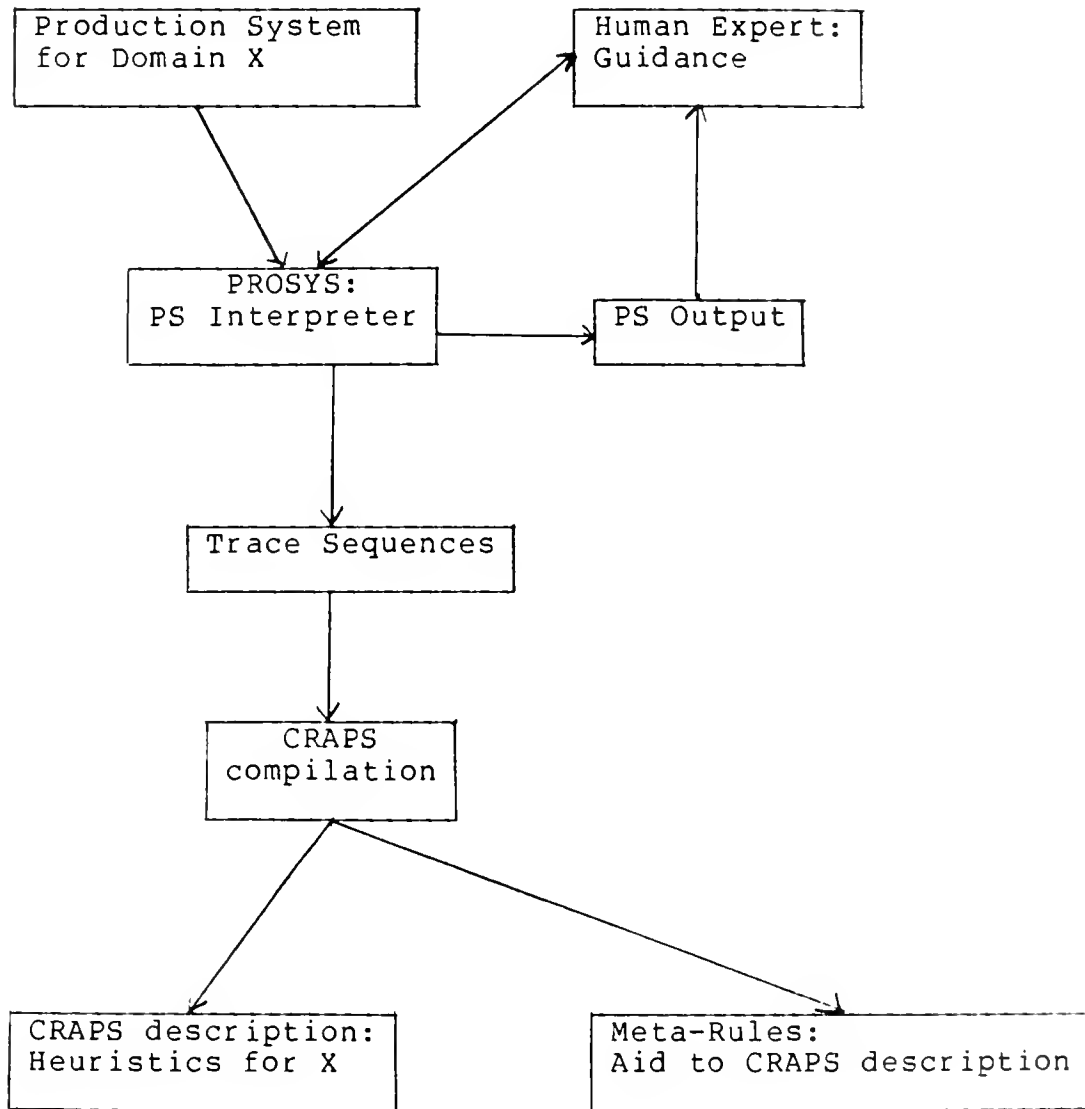 Production System
for Domain X
Human Expert:
Guidance
PROSYS:
PS Interpreter
PS Output
Trace Sequences
CRAPS
compilation
CRAPS description:
Heuristics for X
Meta-Rules:
Aid to CRAPS description